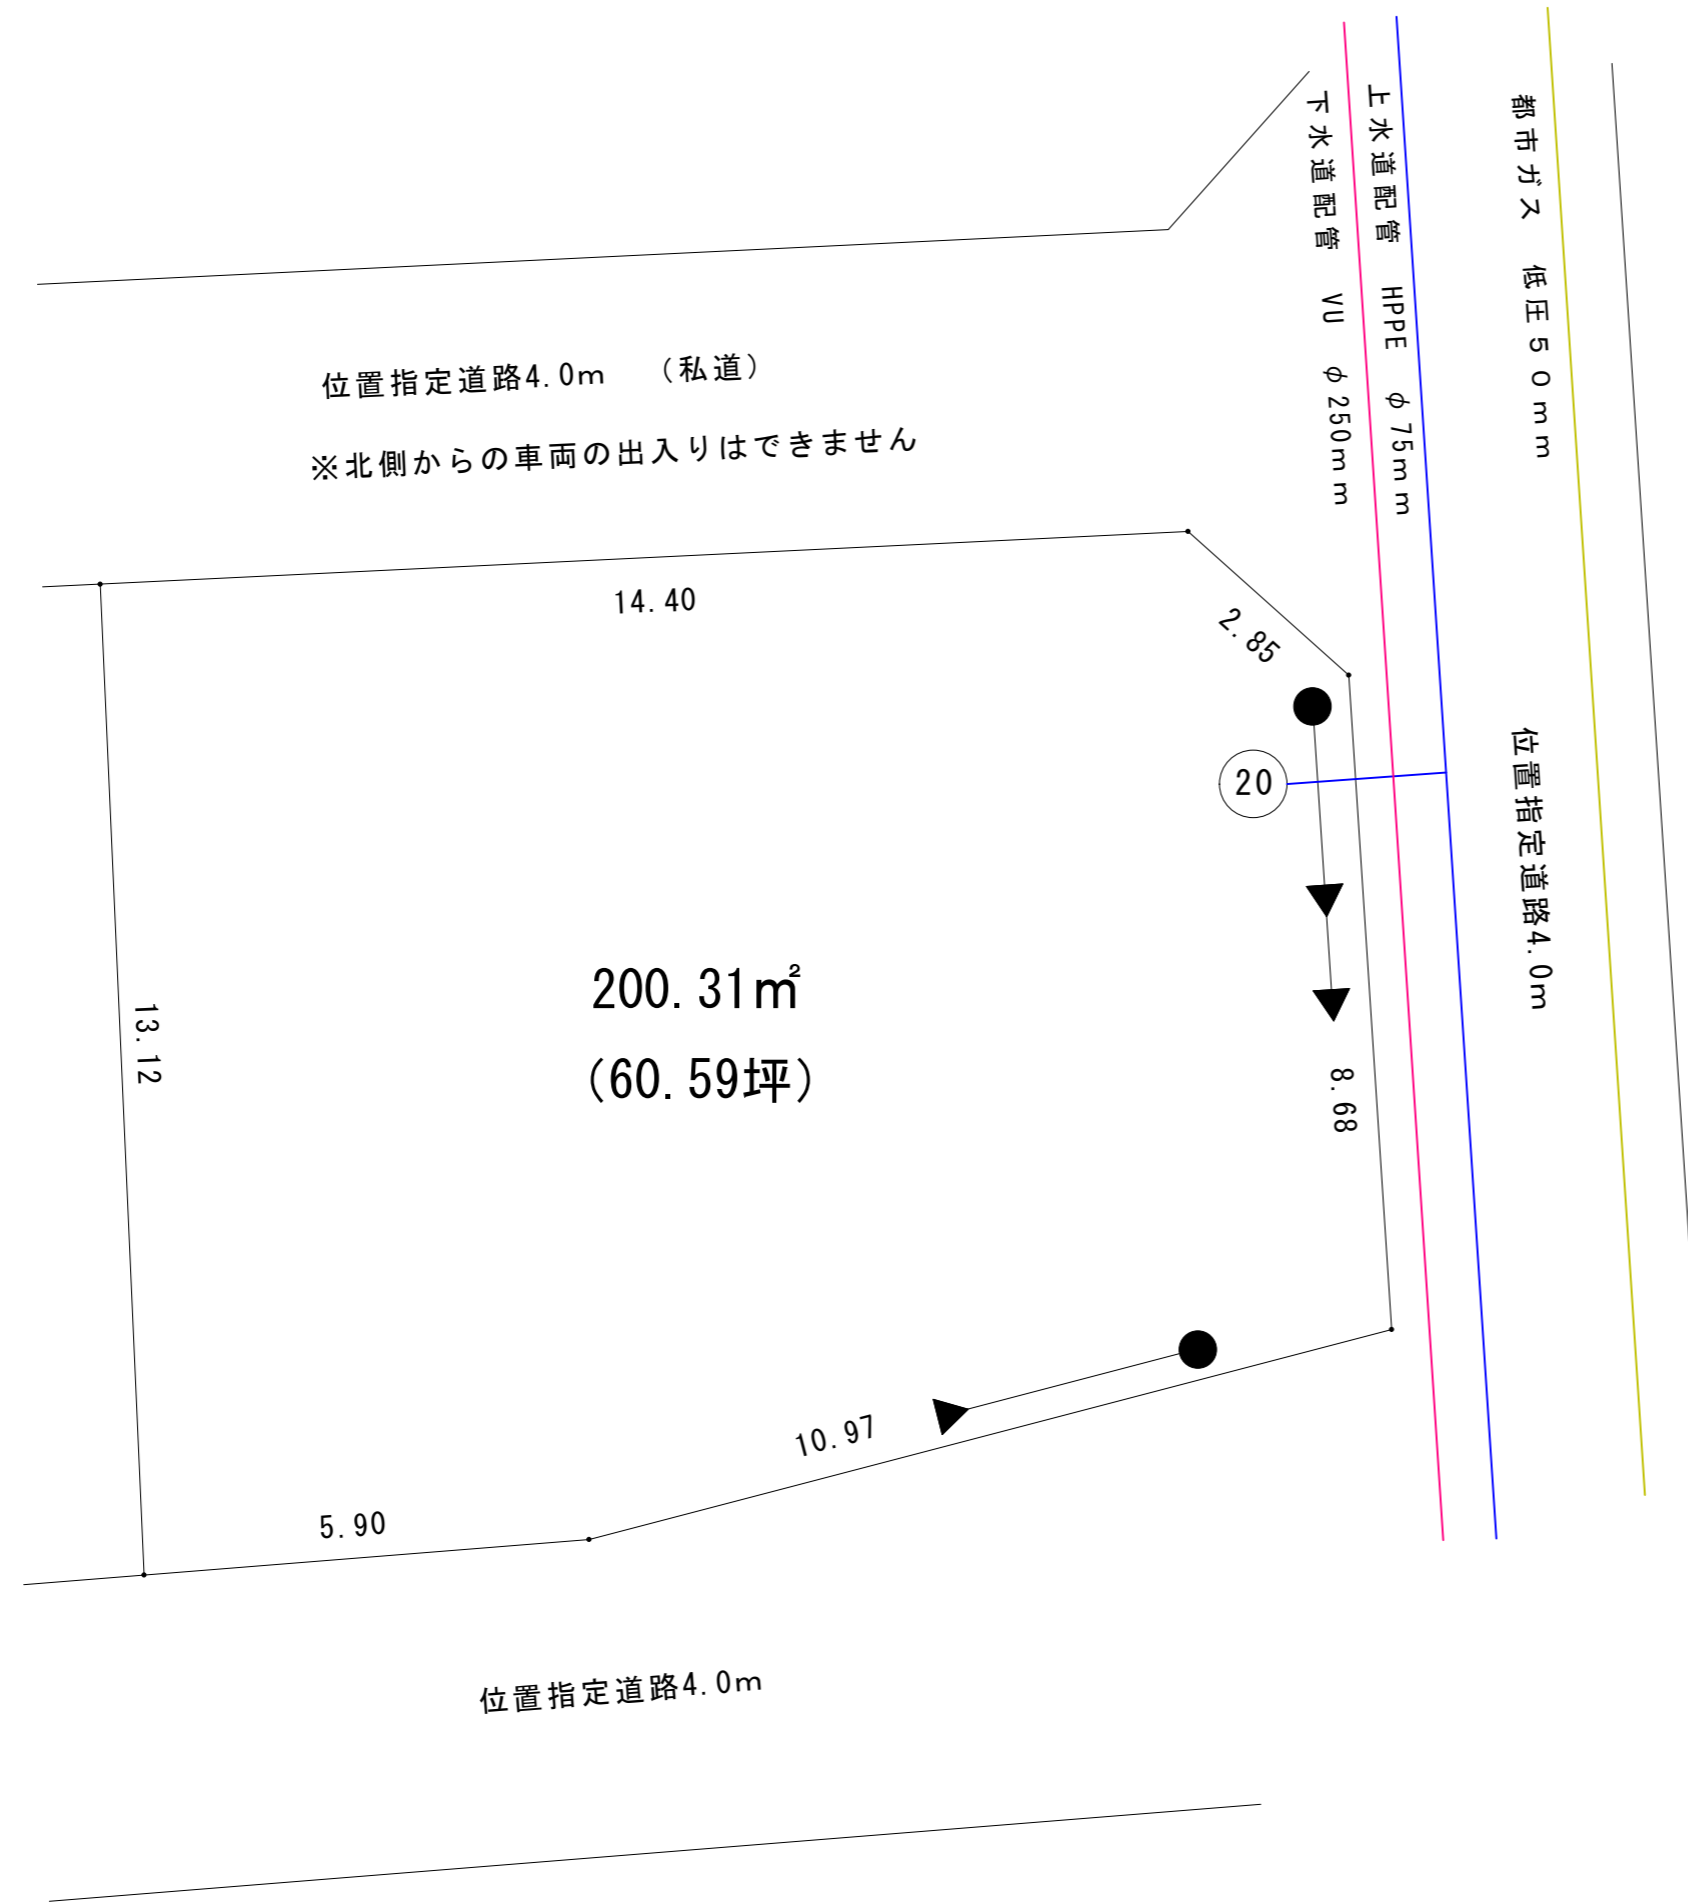 下水道配管 VU φ250mm
上水道配管 HPPE φ75mm
都市ガス 低圧50mm
位置指定道路4.0m （私道）
※北側からの車両の出入りはできません
14.40
2.85
20
位置指定道路4.0m
200.31㎡
（60.59坪）
13.12
8.68
10.97
5.90
位置指定道路4.0m